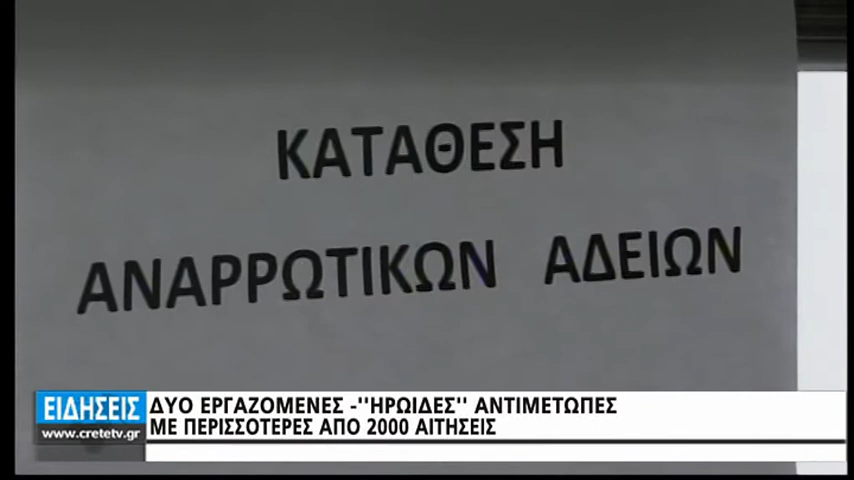 ΚΑΤΑΘΕΣΗ
ΑΝΑΡΡΩΤΙΚΩΝ ΑΔΕΙΩΝ
ΕΙΔΗΣΕΙΣ
www.cretetv.gr
ΔΥΟ ΕΡΓΑΖΟΜΕΝΕΣ -''ΗΡΩΙΔΕΣ'' ΑΝΤΙΜΕΤΩΠΕΣ
ΜΕ ΠΕΡΙΣΣΟΤΕΡΕΣ ΑΠΟ 2000 ΑΙΤΗΣΕΙΣ